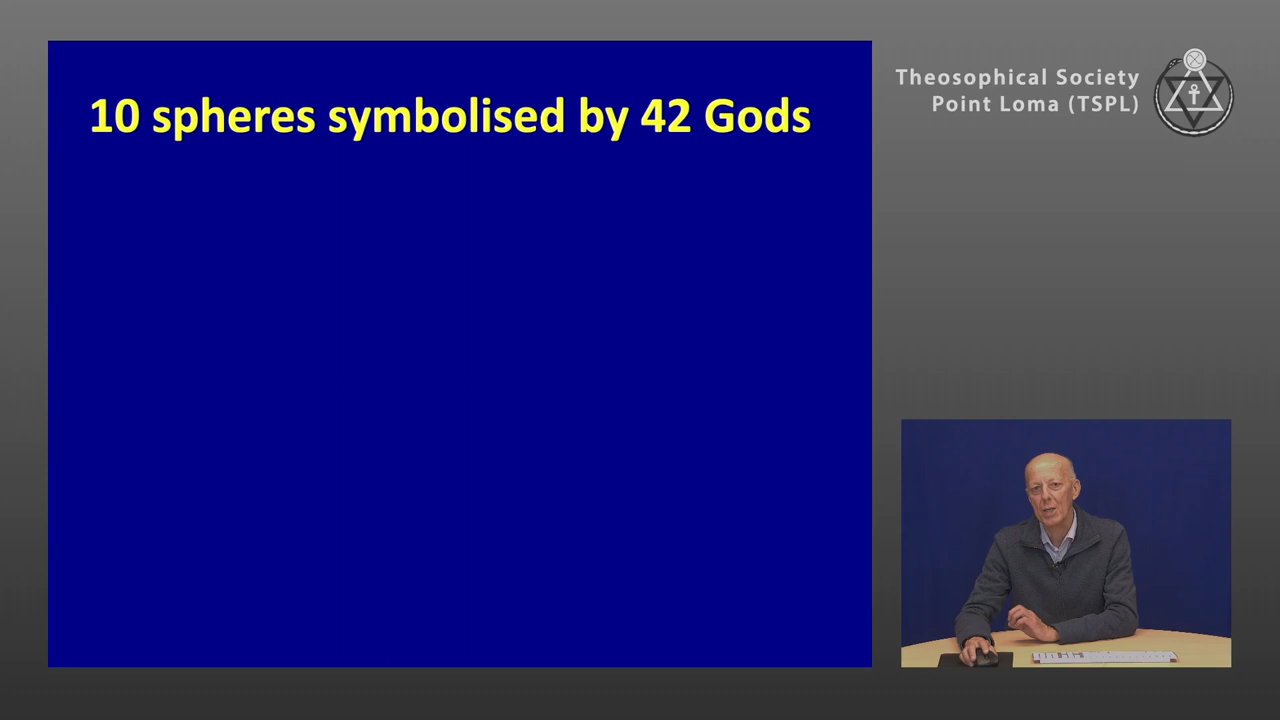 10 spheres symbolised by 42 Gods
Theosophical Society
Point Loma (TSPL)